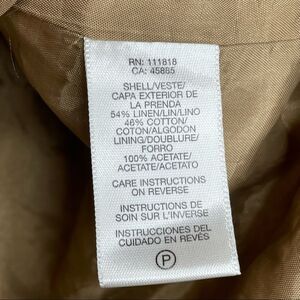 RN: 111818
CA: 45885
SHELL/VESTE/
CAPA EXTERIOR DE
LA PRENDA
54% LINEN/LIN/LINO
46% COTTON/
COTON/ALGODON
LINING/DOUBLURE/
FORRO
100% ACETATE/
ACETATE/ACETATO
CARE INSTRUCTIONS
ON REVERSE
INSTRUCTIONS DE
SOIN SUR L'INVERSE
INSTRUCCIONES DEL
CUIDADO EN REVÉS
P